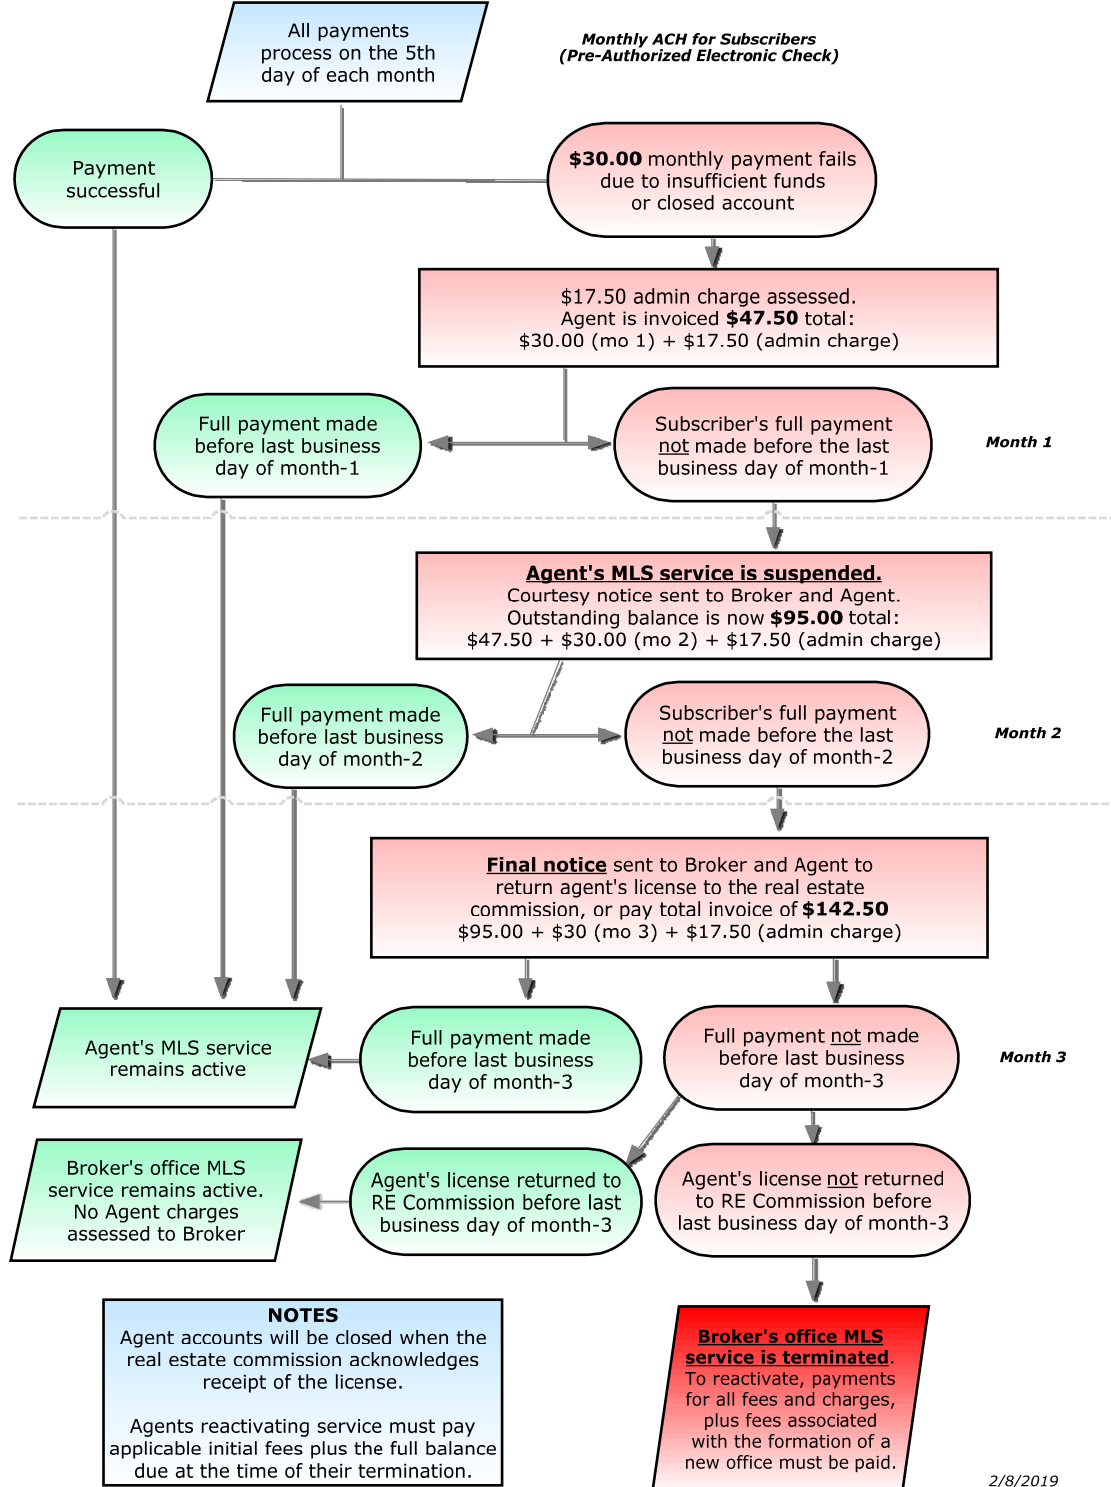 All payments
process on the 5th
day of each month
Monthly ACH for Subscribers
(Pre-Authorized Electronic Check)
Payment
successful
$30.00 monthly payment fails
due to insufficient funds
or closed account
$17.50 admin charge assessed.
Agent is invoiced $47.50 total:
$30.00 (mo 1) + $17.50 (admin charge)
Full payment made
before last business
day of month-1
Subscriber's full payment
not made before the last
business day of month-1
Month 1
Agent's MLS service is suspended.
Courtesy notice sent to Broker and Agent.
Outstanding balance is now $95.00 total:
$47.50 + $30.00 (mo 2) + $17.50 (admin charge)
Full payment made
before last business
day of month-2
Subscriber's full payment
not made before the last
business day of month-2
Month 2
Final notice sent to Broker and Agent to
return agent's license to the real estate
commission, or pay total invoice of $142.50
$95.00 + $30 (mo 3) + $17.50 (admin charge)
Agent's MLS service
remains active
Full payment made
before last business
day of month-3
Full payment not made
before last business
day of month-3
Month 3
Broker's office MLS
service remains active.
No Agent charges
assessed to Broker
Agent's license returned to
RE Commission before last
business day of month-3
Agent's license not returned
to RE Commission before
last business day of month-3
NOTES
Agent accounts will be closed when the
real estate commission acknowledges
receipt of the license.
Agents reactivating service must pay
applicable initial fees plus the full balance
due at the time of their termination.
Broker's office MLS
service is terminated.
To reactivate, payments
for all fees and charges,
plus fees associated
with the formation of a
new office must be paid.
2/8/2019